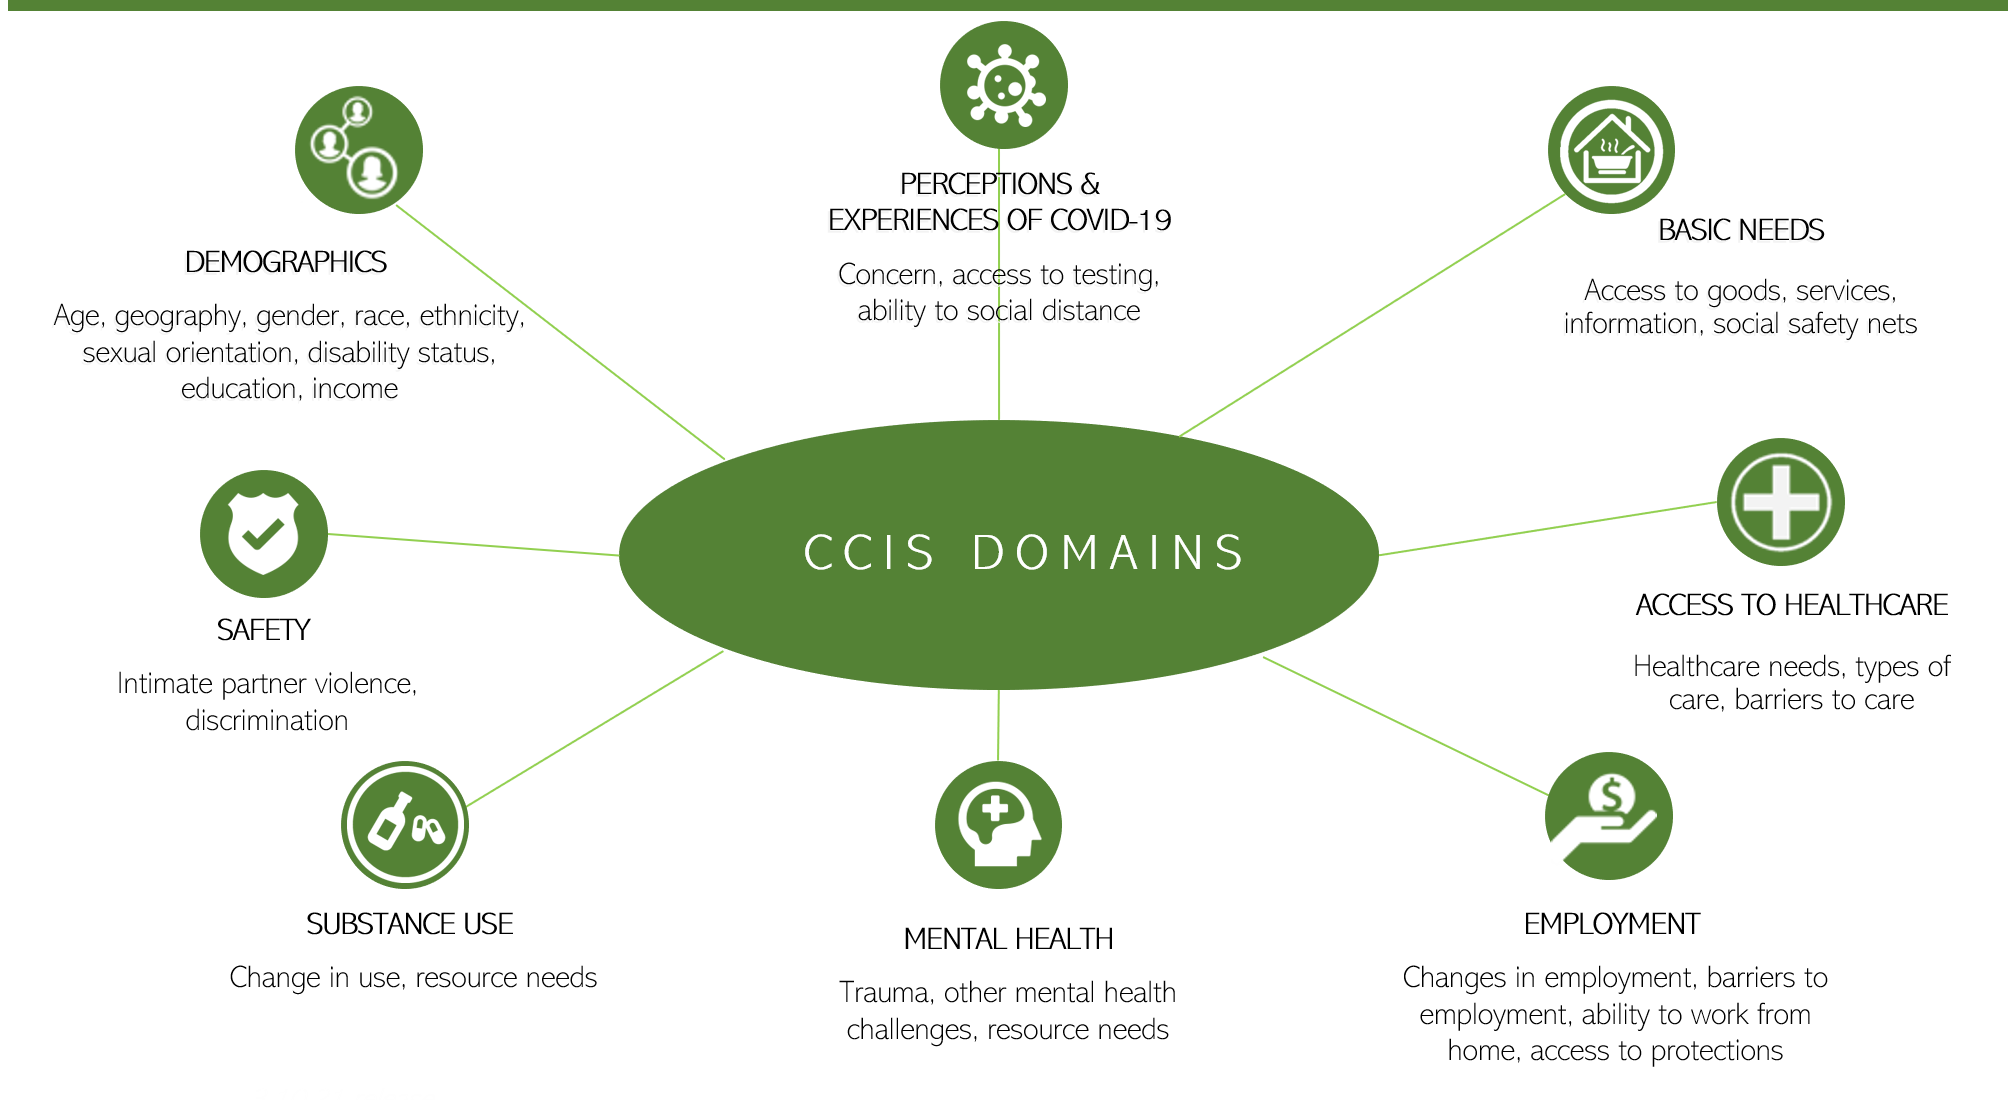 PERCEPTIONS &
EXPERIENCES OF COVID-19
Concern, access to testing,
ability to social distance
DEMOGRAPHICS
Age, geography, gender, race, ethnicity,
sexual orientation, disability status,
education, income
BASIC NEEDS
Access to goods, services,
information, social safety nets
CCIS DOMAINS
SAFETY
Intimate partner violence,
discrimination
ACCESS TO HEALTHCARE
Healthcare needs, types of
care, barriers to care
SUBSTANCE USE
Change in use, resource needs
MENTAL HEALTH
Trauma, other mental health
challenges, resource needs
$
EMPLOYMENT
Changes in employment, barriers to
employment, ability to work from
home, access to protections